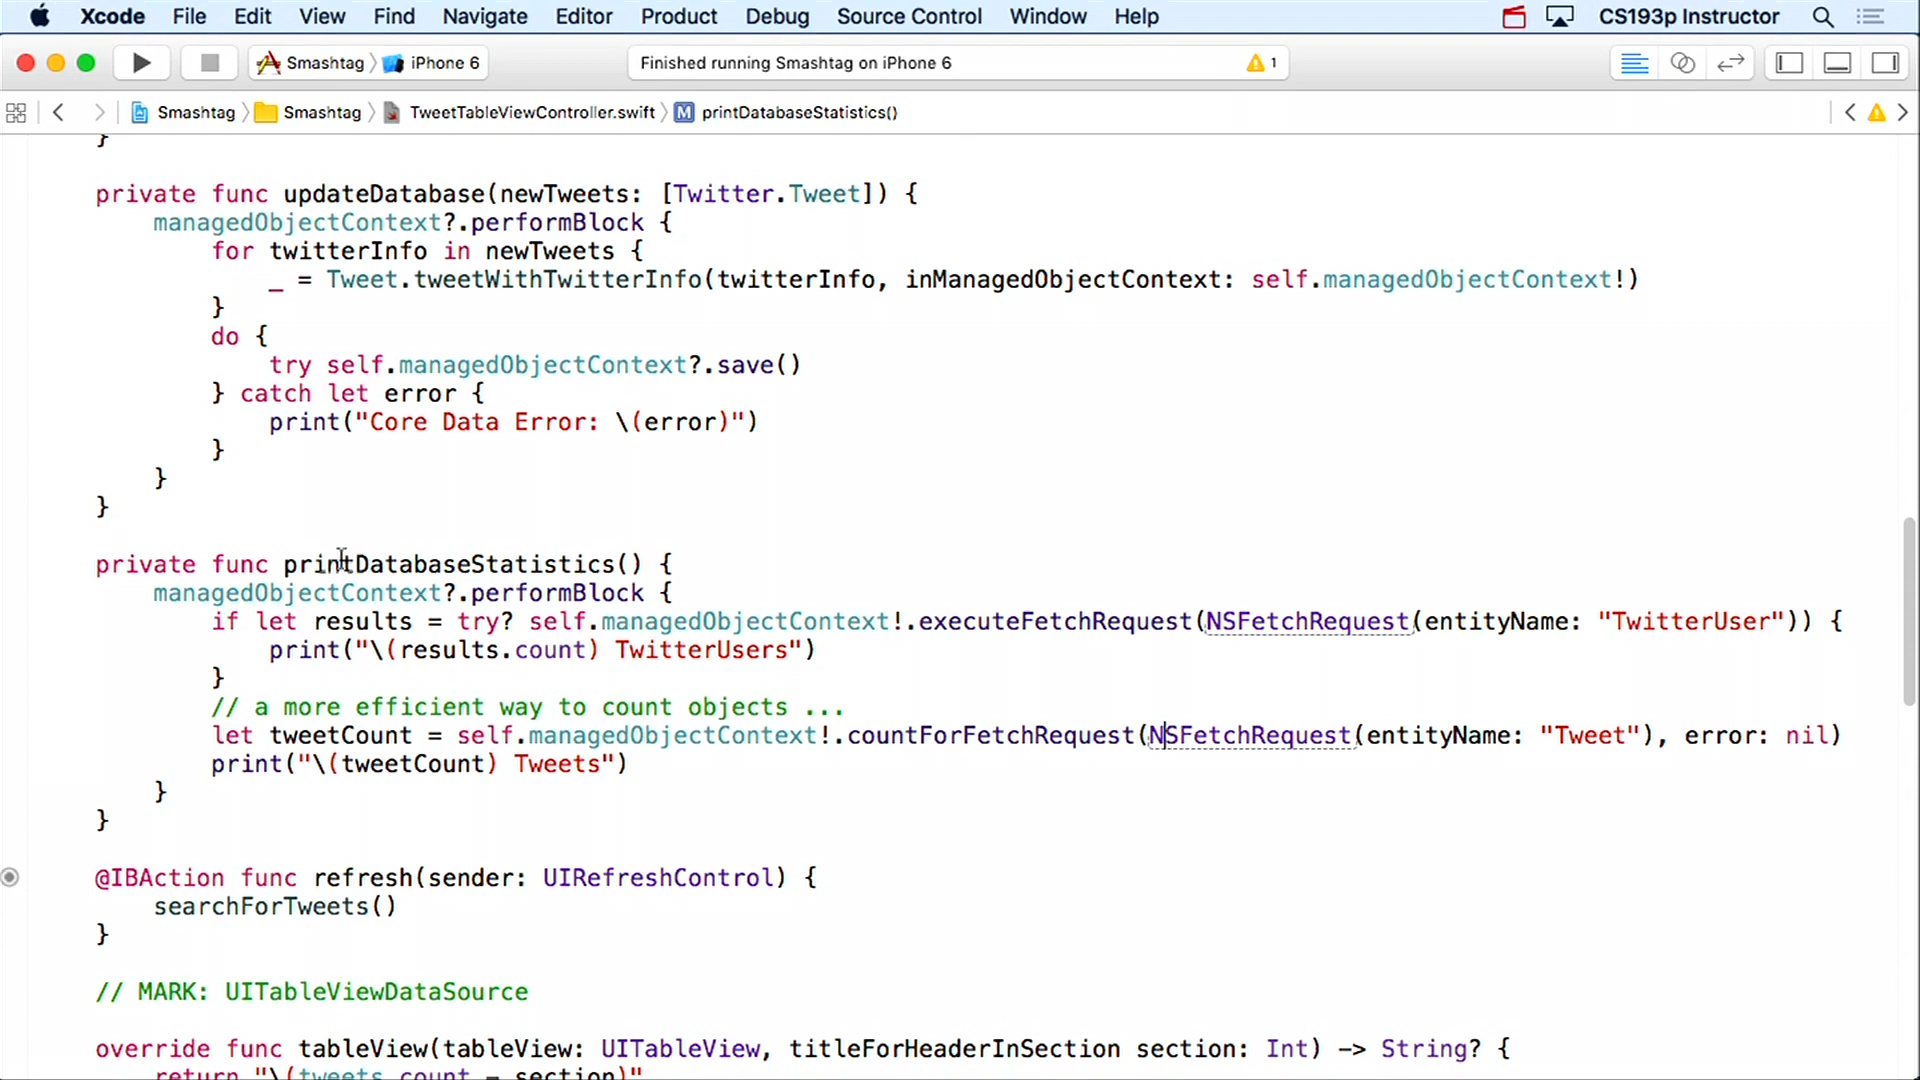 Xcode File Edit View Find Navigate Editor Product Debug Source Control Window Help CS193p Instructor
Smashtag iPhone 6 Finished running Smashtag on iPhone 6 1
Smashtag Smashtag TweetTableViewController.swift M printDatabaseStatistics()
}
private func updateDatabase(newTweets: [Twitter.Tweet]) {
managedObjectContext?.performBlock {
for twitterInfo in newTweets {
_ = Tweet.tweetWithTwitterInfo(twitterInfo, inManagedObjectContext: self.managedObjectContext!)
}
do {
try self.managedObjectContext?.save()
} catch let error {
print("Core Data Error: \(error)")
}
}
}
private func printDatabaseStatistics() {
managedObjectContext?.performBlock {
if let results = try? self.managedObjectContext!.executeFetchRequest(NSFetchRequest(entityName: "TwitterUser")) {
print("\(results.count) TwitterUsers")
}
// a more efficient way to count objects ...
let tweetCount = self.managedObjectContext!.countForFetchRequest(NSFetchRequest(entityName: "Tweet"), error: nil)
print("\(tweetCount) Tweets")
}
}
@IBAction func refresh(sender: UIRefreshControl) {
searchForTweets()
}
// MARK: UITableViewDataSource
override func tableView(tableView: UITableView, titleForHeaderInSection section: Int) -> String? {
return "\(tweets.count - section)"